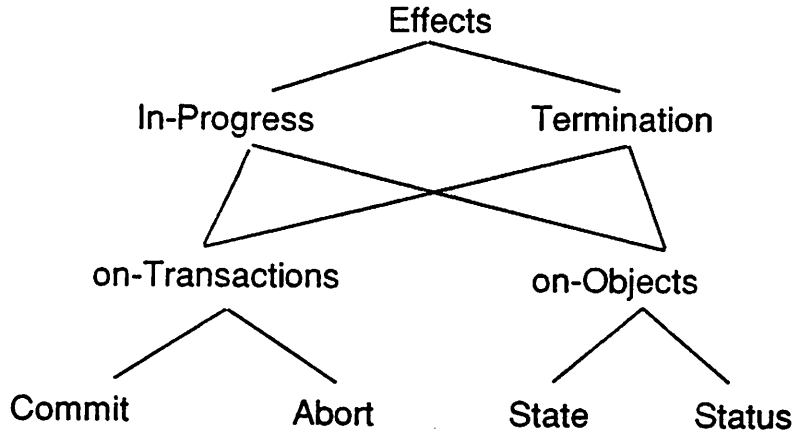 Effects
In-Progress
Termination
on-Transactions
on-Objects
Commit
Abort
State
Status